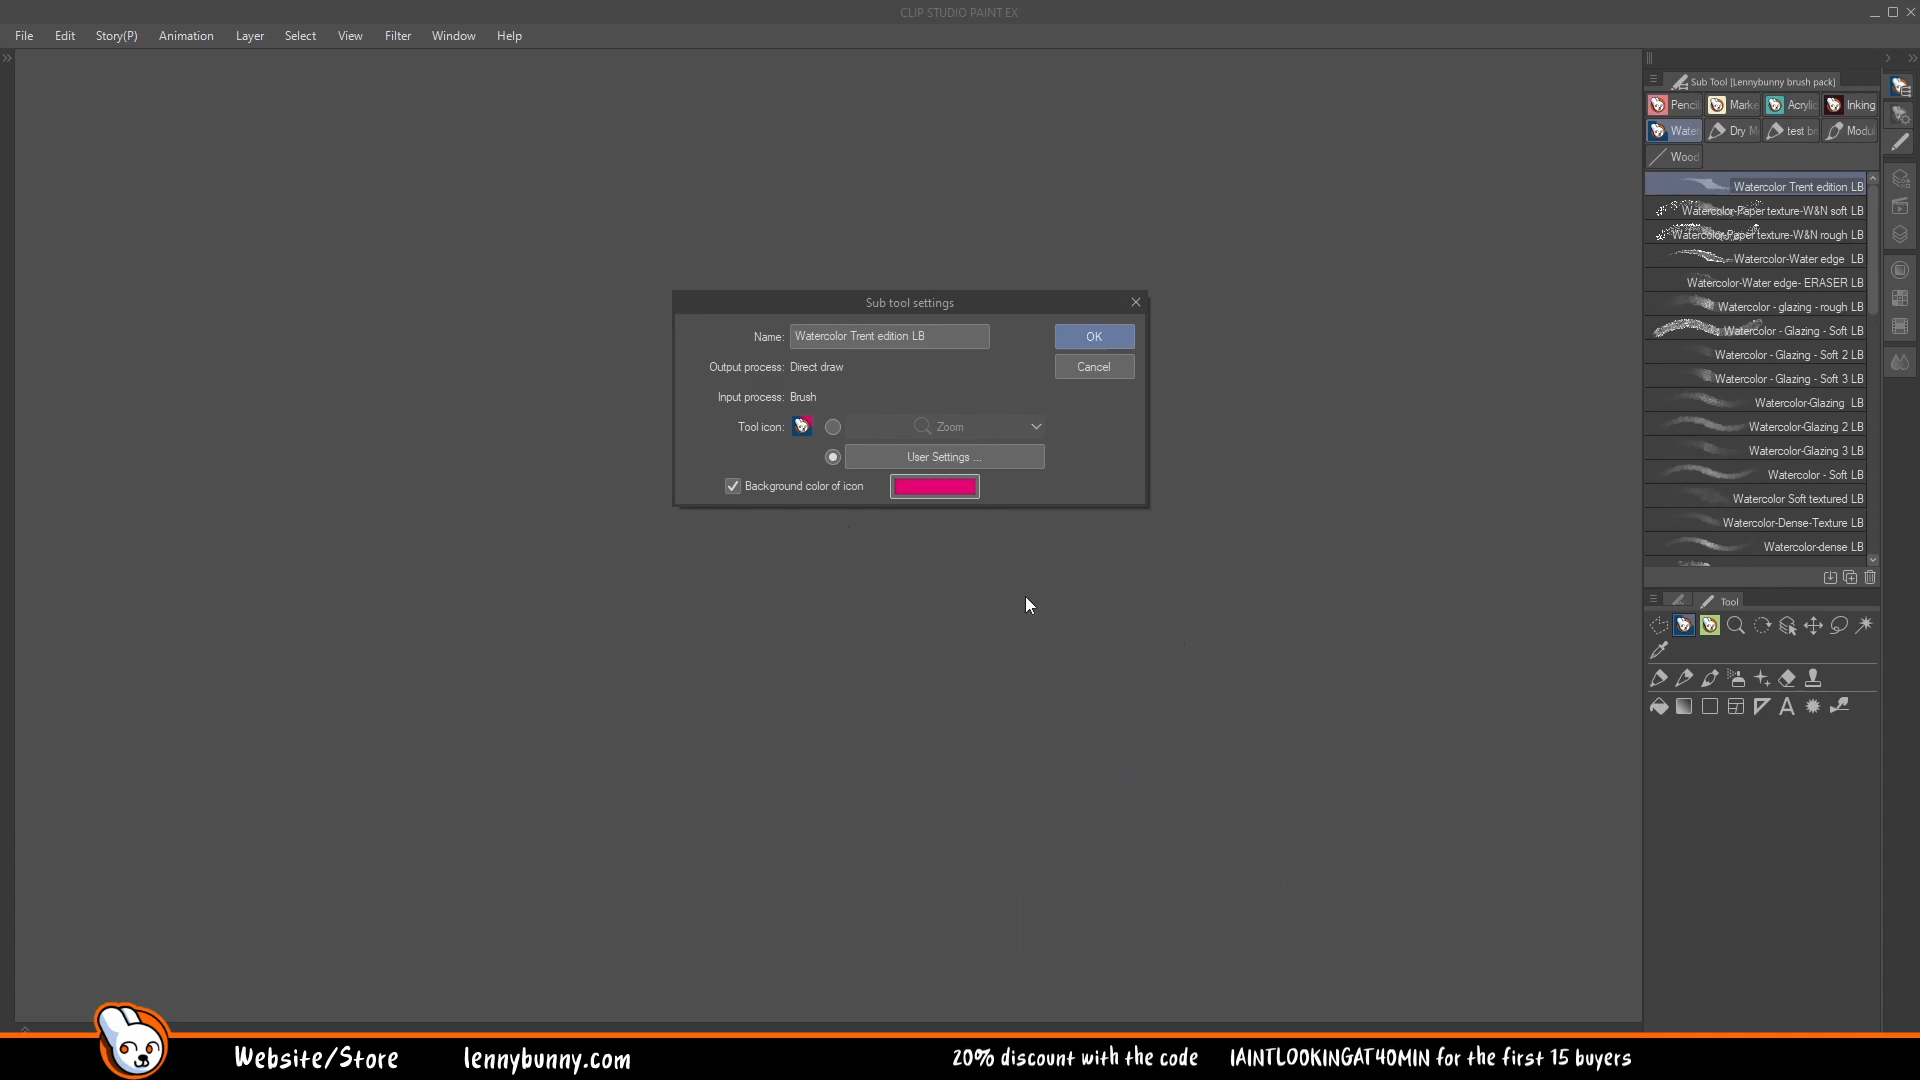 CLIP STUDIO PAINT EX
File Edit Story(P) Animation Layer Select View Filter Window Help
Sub Tool [Lennybunny brush pack]
Pencil Marke Acrylic Inking
Water Dry M test br Modul
Wood
Watercolor Trent edition LB
Watercolor-Paper texture-W&N soft LB
Watercolor-Paper texture-W&N rough LB
Watercolor-Water edge LB
Watercolor-Water edge- ERASER LB
Watercolor - glazing - rough LB
Watercolor - Glazing - Soft LB
Watercolor - Glazing - Soft 2 LB
Watercolor - Glazing - Soft 3 LB
Watercolor-Glazing LB
Watercolor-Glazing 2 LB
Watercolor-Glazing 3 LB
Watercolor - Soft LB
Watercolor Soft textured LB
Watercolor-Dense-Texture LB
Watercolor-dense LB
Tool
Sub tool settings
Name: Watercolor Trent edition LB
OK
Output process: Direct draw
Cancel
Input process: Brush
Tool icon: Zoom
User Settings ...
Background color of icon
Website/Store lennybunny.com 20% discount with the code IAINTLOOKINGAT40MIN for the first 15 buyers